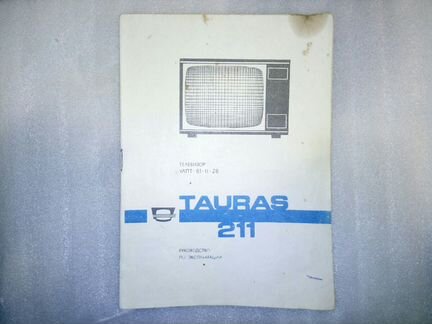 ТЕЛЕВИЗОР
УЛПТ-61-II-28
TAURAS
211
РУКОВОДСТВО
ПО ЭКСПЛУАТАЦИИ